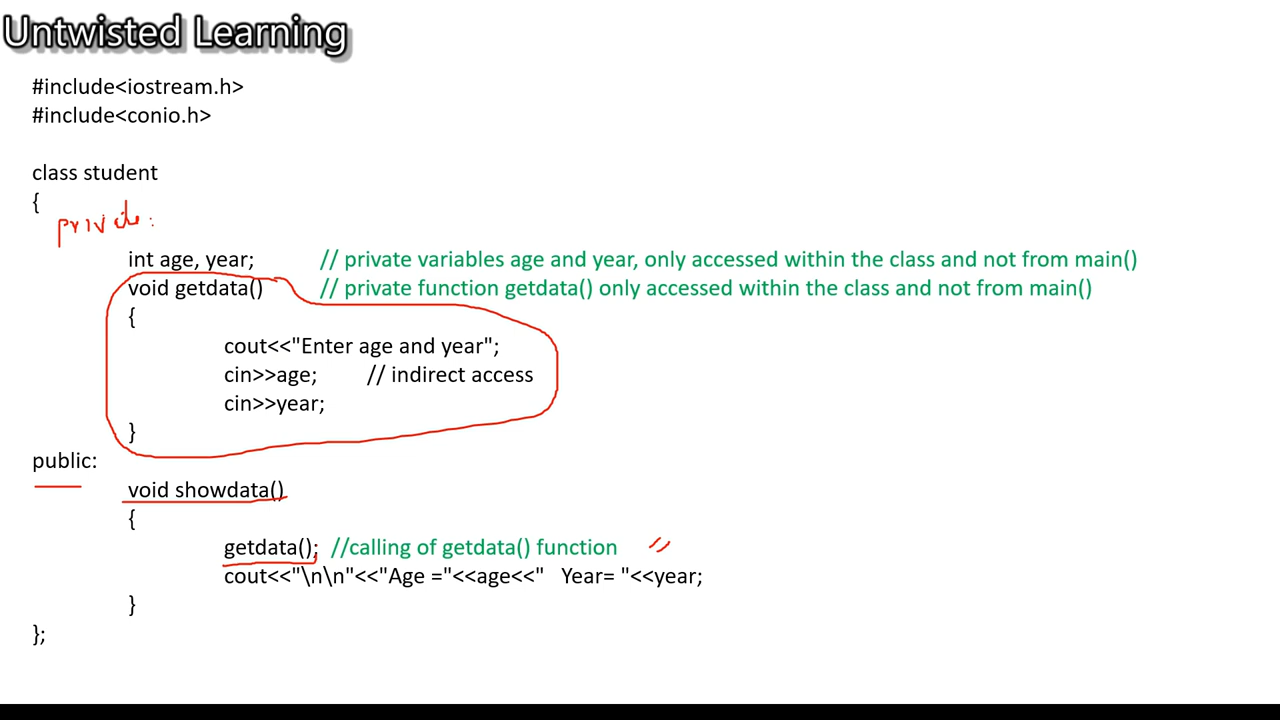 Untwisted Learning
#include<iostream.h>
#include<conio.h>
class student
{
private:
int age, year; // private variables age and year, only accessed within the class and not from main()
void getdata() // private function getdata() only accessed within the class and not from main()
{
cout<<"Enter age and year";
cin>>age; // indirect access
cin>>year;
}
public:
void showdata()
{
getdata(); //calling of getdata() function
cout<<"\n\n"<<"Age ="<<age<<" Year= "<<year;
}
};